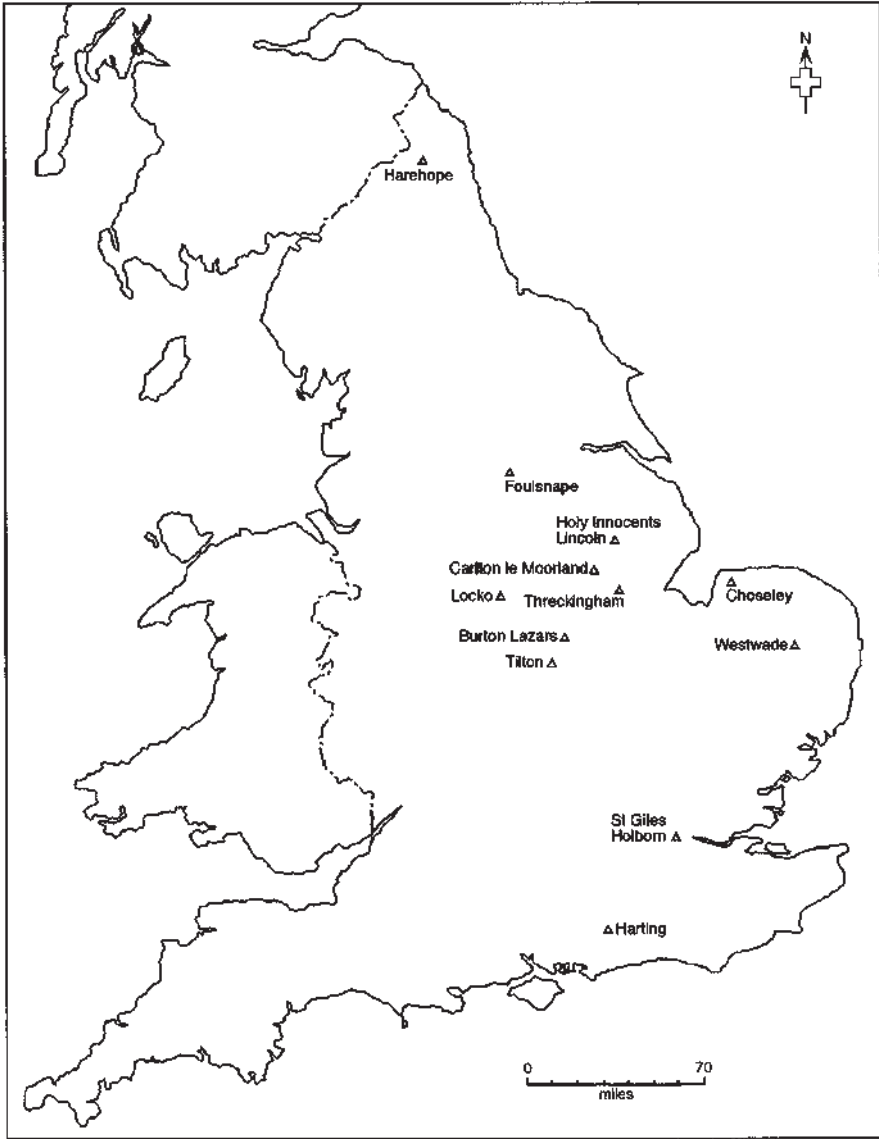 N
Harehope
Foulsnape
Holy Innocents
Lincoln
Carlton le Moorland
Locko
Threckingham
Choseley
Burton Lazars
Westwade
Tilton
St Giles
Holborn
Harting
0 70
miles